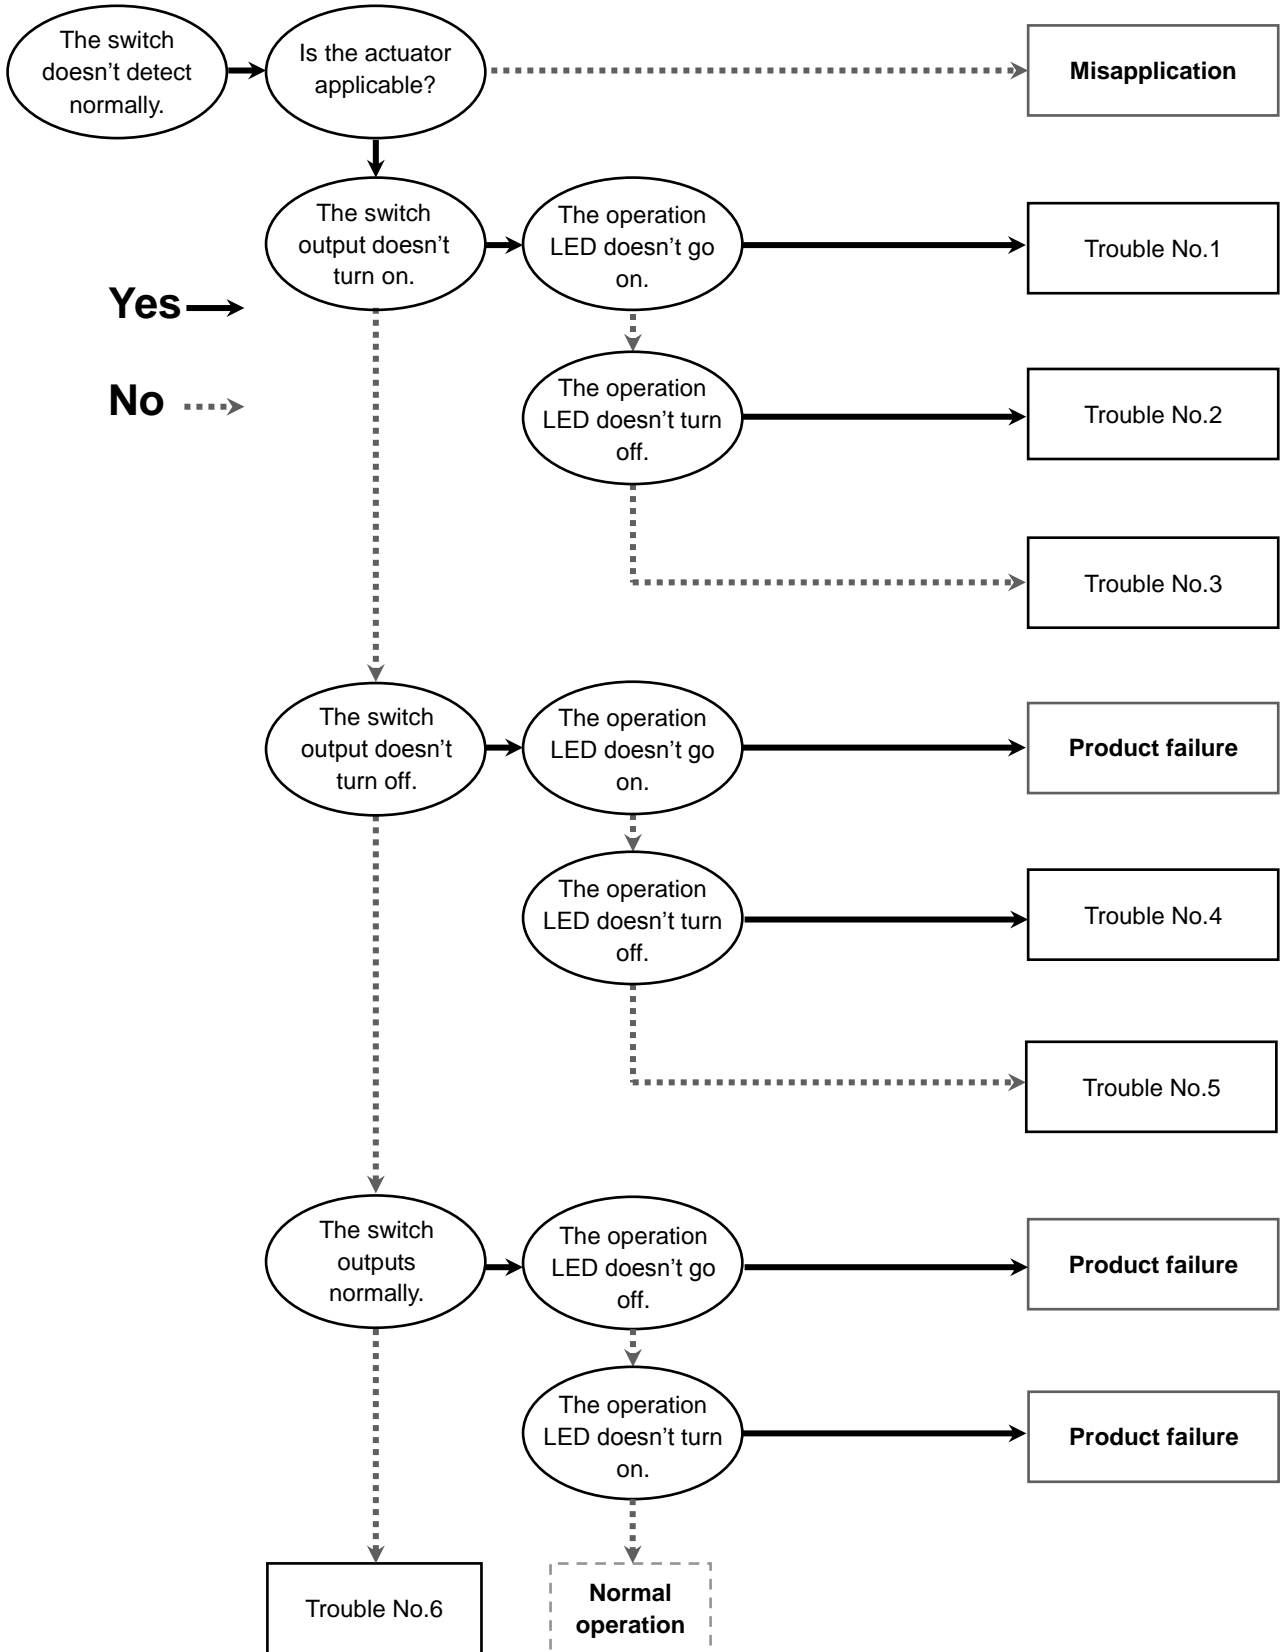 The switch
doesn't detect
normally.
Is the actuator
applicable?
Misapplication
The switch
output doesn't
turn on.
The operation
LED doesn't go
on.
Trouble No.1
Yes
No
The operation
LED doesn't turn
off.
Trouble No.2
Trouble No.3
The switch
output doesn't
turn off.
The operation
LED doesn't go
on.
Product failure
The operation
LED doesn't turn
off.
Trouble No.4
Trouble No.5
The switch
outputs
normally.
The operation
LED doesn't go
off.
Product failure
The operation
LED doesn't turn
on.
Product failure
Trouble No.6
Normal
operation